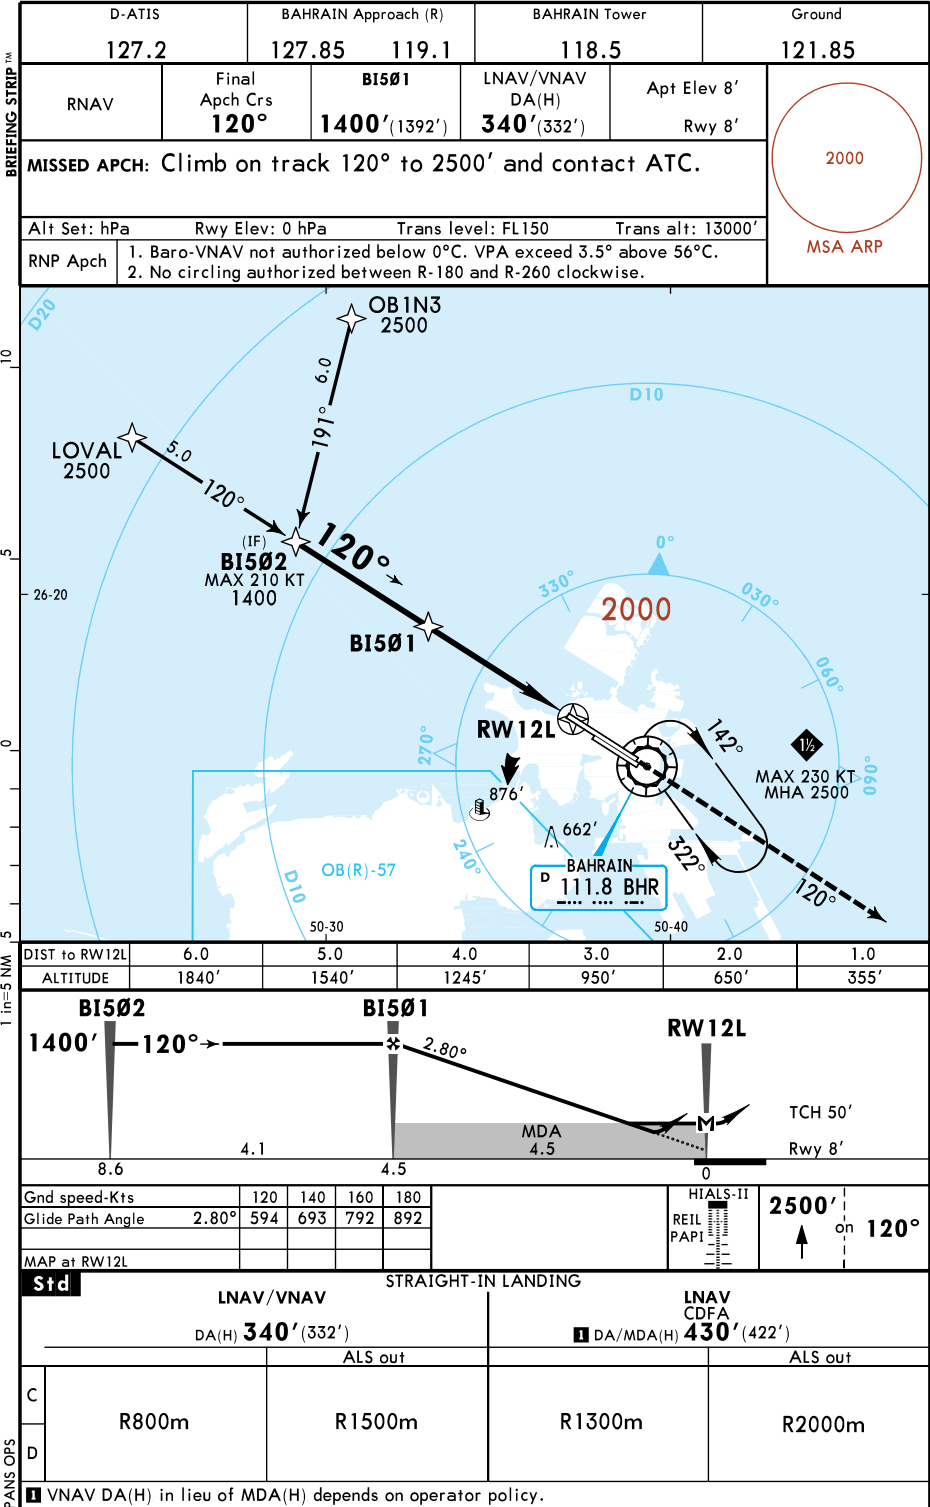 D-ATIS
127.2
BAHRAIN Approach (R)
127.85 119.1
BAHRAIN Tower
118.5
Ground
121.85
BRIEFING STRIP™
RNAV
Final
Apch Crs
120°
BI5Ø1
1400′(1392′)
LNAV/VNAV
DA(H)
340′(332′)
Apt Elev 8′
Rwy 8′
2000
MSA ARP
MISSED APCH: Climb on track 120° to 2500′ and contact ATC.
Alt Set: hPa Rwy Elev: 0 hPa Trans level: FL150 Trans alt: 13000′
RNP Apch
1. Baro-VNAV not authorized below 0°C. VPA exceed 3.5° above 56°C.
2. No circling authorized between R-180 and R-260 clockwise.
D20
OB1N3
2500
10
6.0
D10
191°
LOVAL
2500
5.0
120°
120°
(IF)
BI5Ø2
MAX 210 KT
1400
5
0°
330°
030°
26-20
2000
BI5Ø1
060°
RW12L
142°
270°
0
1½
MAX 230 KT
MHA 2500
090°
876′
662′
240°
322°
OB(R)-57
BAHRAIN
D 111.8 BHR
120°
D10
50-30
50-40
5
1 in=5 NM
DIST to RW12L 6.0 5.0 4.0 3.0 2.0 1.0
ALTITUDE 1840′ 1540′ 1245′ 950′ 650′ 355′
BI5Ø2
BI5Ø1
RW12L
1400′
120°
2.80°
M
TCH 50′
MDA
4.1
4.5
Rwy 8′
8.6
4.5
0
Gnd speed-Kts 120 140 160 180
Glide Path Angle 2.80° 594 693 792 892
MAP at RW12L
HIALS-II
REIL
PAPI
2500′
on 120°
Std
STRAIGHT-IN LANDING
LNAV/VNAV
DA(H) 340′(332′)
LNAV
CDFA
1 DA/MDA(H) 430′(422′)
ALS out
ALS out
C
D
R800m
R1500m
R1300m
R2000m
PANS OPS
1 VNAV DA(H) in lieu of MDA(H) depends on operator policy.